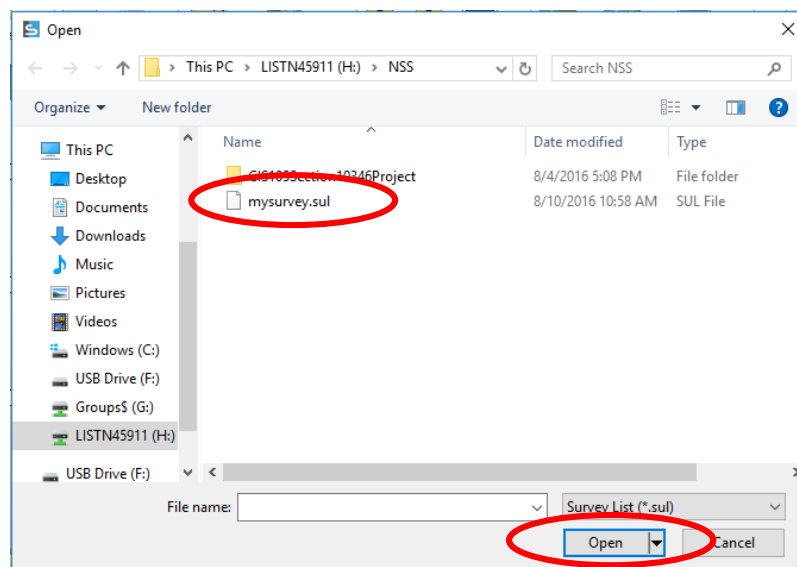 Open
This PC > LISTN45911 (H:) > NSS
Search NSS
Organize
New folder
Name
Date modified
Type
This PC
Desktop
Documents
Downloads
Music
Pictures
Videos
Windows (C:)
USB Drive (F:)
Groups$ (G:)
LISTN45911 (H:)
USB Drive (F:)
CIS105Section10346Project
8/4/2016 5:08 PM
File folder
mysurvey.sul
8/10/2016 10:58 AM
SUL File
File name:
Survey List (*.sul)
Open
Cancel